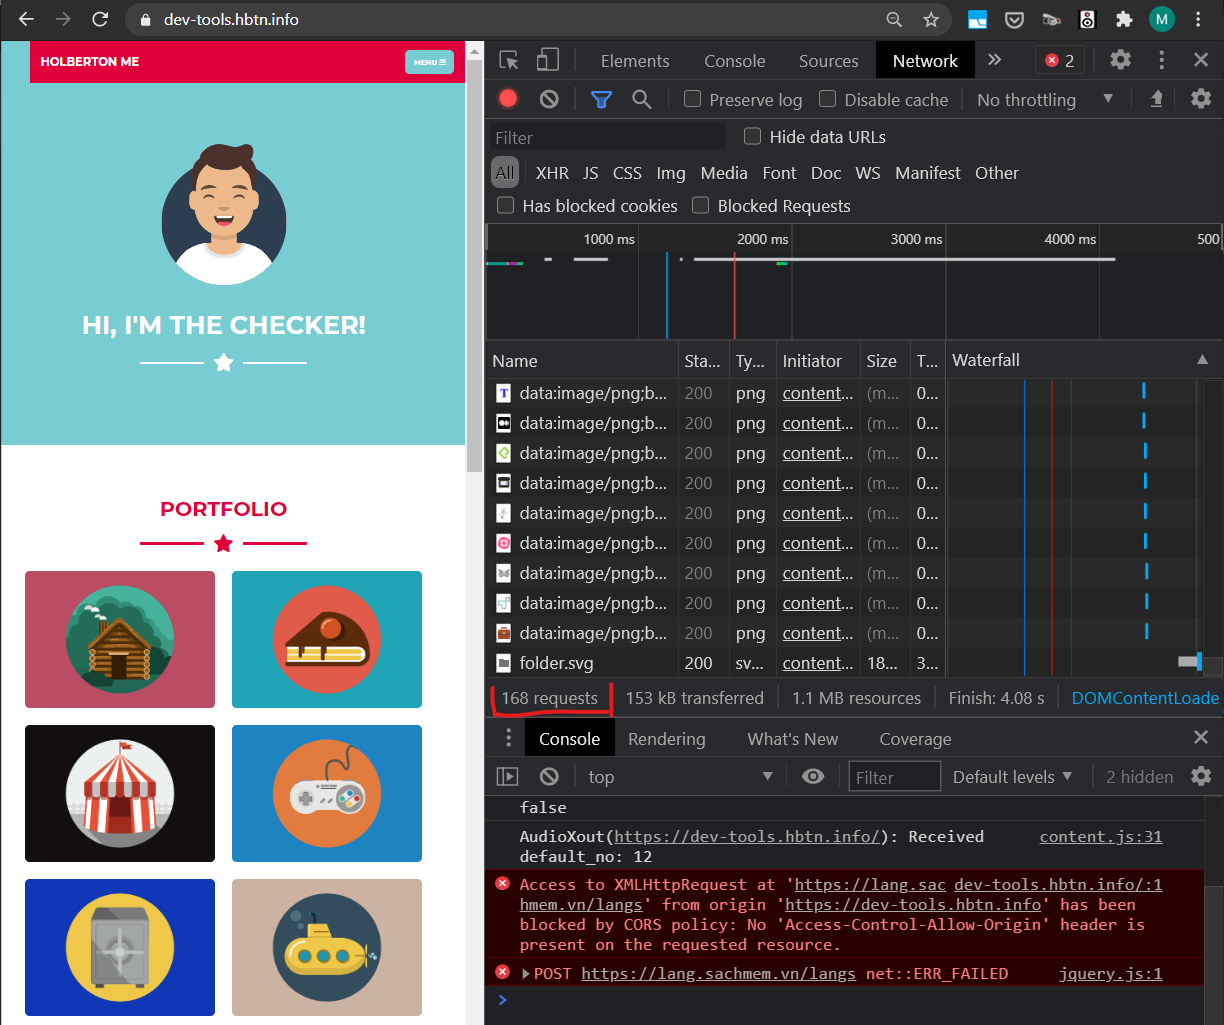 dev-tools.hbtn.info
M
HOLBERTON ME
MENU
HI, I'M THE CHECKER!
PORTFOLIO
Elements Console Sources Network 2
Preserve log Disable cache No throttling
Filter Hide data URLs
All XHR JS CSS Img Media Font Doc WS Manifest Other
Has blocked cookies Blocked Requests
1000 ms 2000 ms 3000 ms 4000 ms 500
Name Sta... Ty... Initiator Size T... Waterfall
T data:image/png;b... 200 png content... (m... 0...
data:image/png;b... 200 png content... (m... 0...
data:image/png;b... 200 png content... (m... 0...
data:image/png;b... 200 png content... (m... 0...
data:image/png;b... 200 png content... (m... 0...
data:image/png;b... 200 png content... (m... 0...
data:image/png;b... 200 png content... (m... 0...
data:image/png;b... 200 png content... (m... 0...
data:image/png;b... 200 png content... (m... 0...
folder.svg 200 sv... content... 18... 3...
168 requests 153 kB transferred 1.1 MB resources Finish: 4.08 s DOMContentLoade
Console Rendering What's New Coverage
top Filter Default levels 2 hidden
false
AudioXout(https://dev-tools.hbtn.info/): Received content.js:31
default_no: 12
Access to XMLHttpRequest at 'https://lang.sac dev-tools.hbtn.info/:1
hmem.vn/langs' from origin 'https://dev-tools.hbtn.info' has been
blocked by CORS policy: No 'Access-Control-Allow-Origin' header is
present on the requested resource.
POST https://lang.sachmem.vn/langs net::ERR_FAILED jquery.js:1